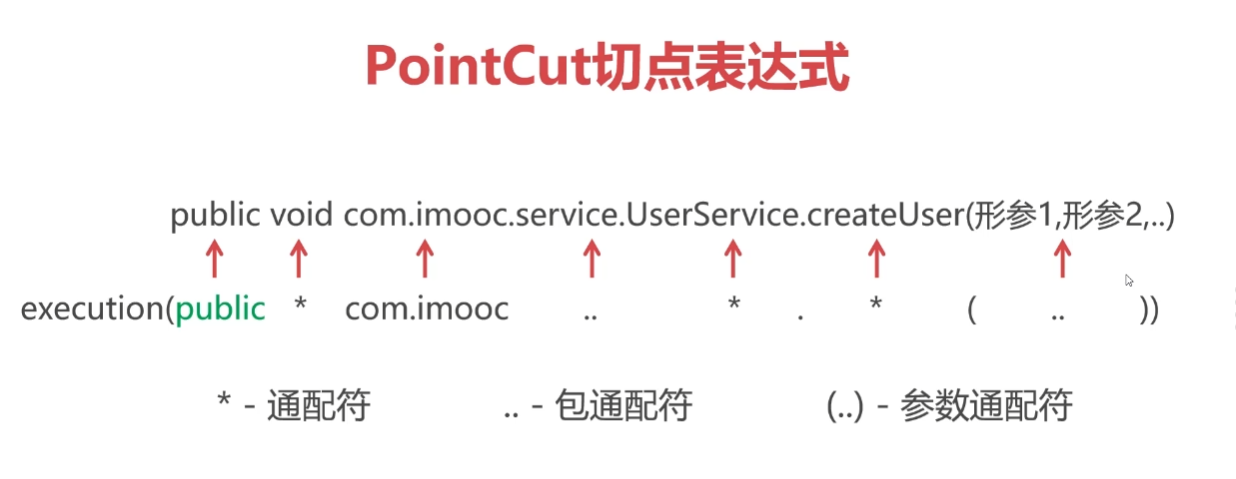 PointCut切点表达式
public void com.imooc.service.UserService.createUser(形参1,形参2,..)
execution(public * com.imooc .. * . * ( .. ))
* - 通配符 .. - 包通配符 (..) - 参数通配符